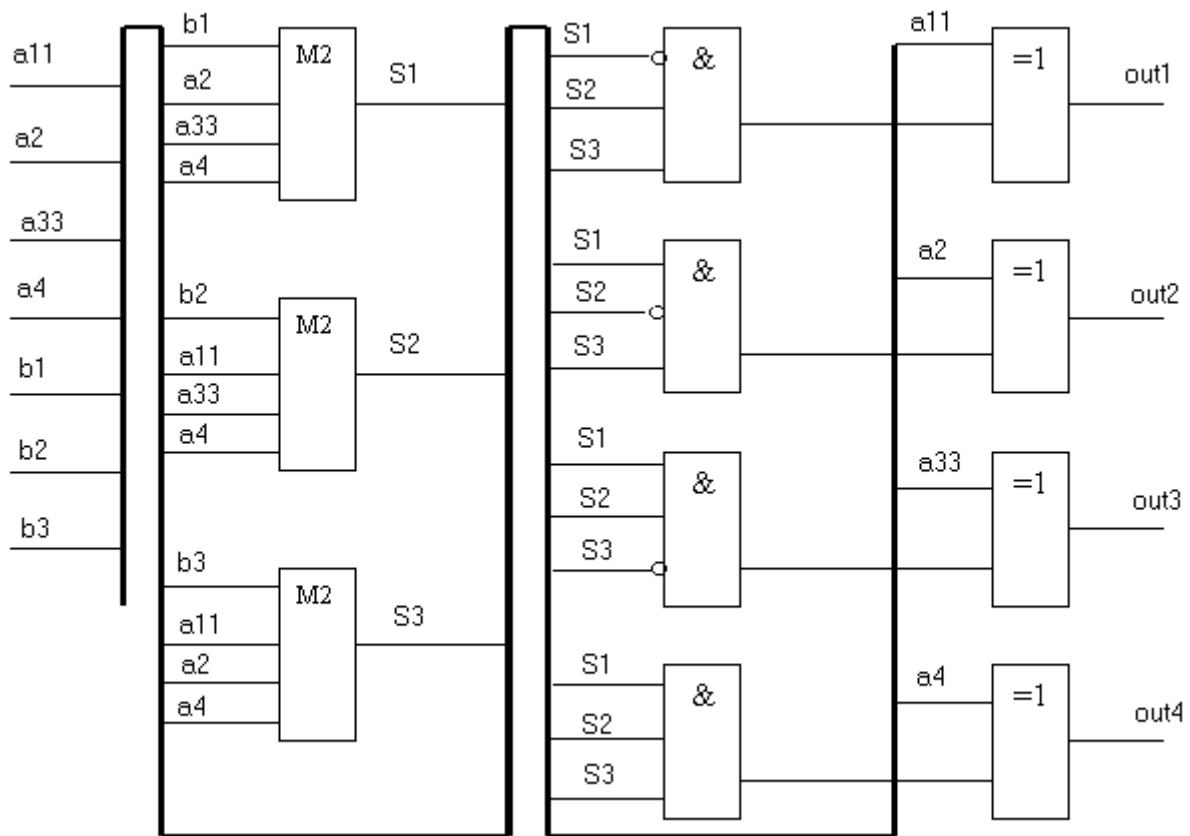 a11
a2
a33
a4
b1
b2
b3
b1
a2
a33
a4
M2
S1
b2
a11
a33
a4
M2
S2
b3
a11
a2
a4
M2
S3
S1
S2
S3
&
a11
=1
out1
S1
S2
S3
&
a2
=1
out2
S1
S2
S3
&
a33
=1
out3
S1
S2
S3
&
a4
=1
out4